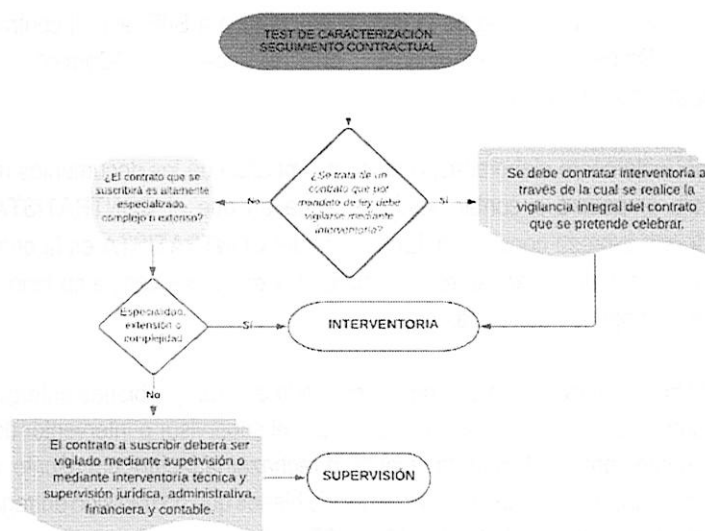 TEST DE CARACTERIZACIÓN
SEGUIMIENTO CONTRACTUAL
¿El contrato que se
suscribirá es altamente
especializado,
complejo o extenso?
No
¿Se trata de un
contrato que por
mandato de ley debe
vigilarse mediante
interventoría?
Sí
Se debe contratar interventoría a
través de la cual se realice la
vigilancia integral del contrato
que se pretende celebrar.
Especialidad,
extensión o
complejidad
Sí
INTERVENTORIA
No
El contrato a suscribir deberá ser
vigilado mediante supervisión o
mediante interventoría técnica y
supervisión jurídica, administrativa,
financiera y contable.
SUPERVISIÓN